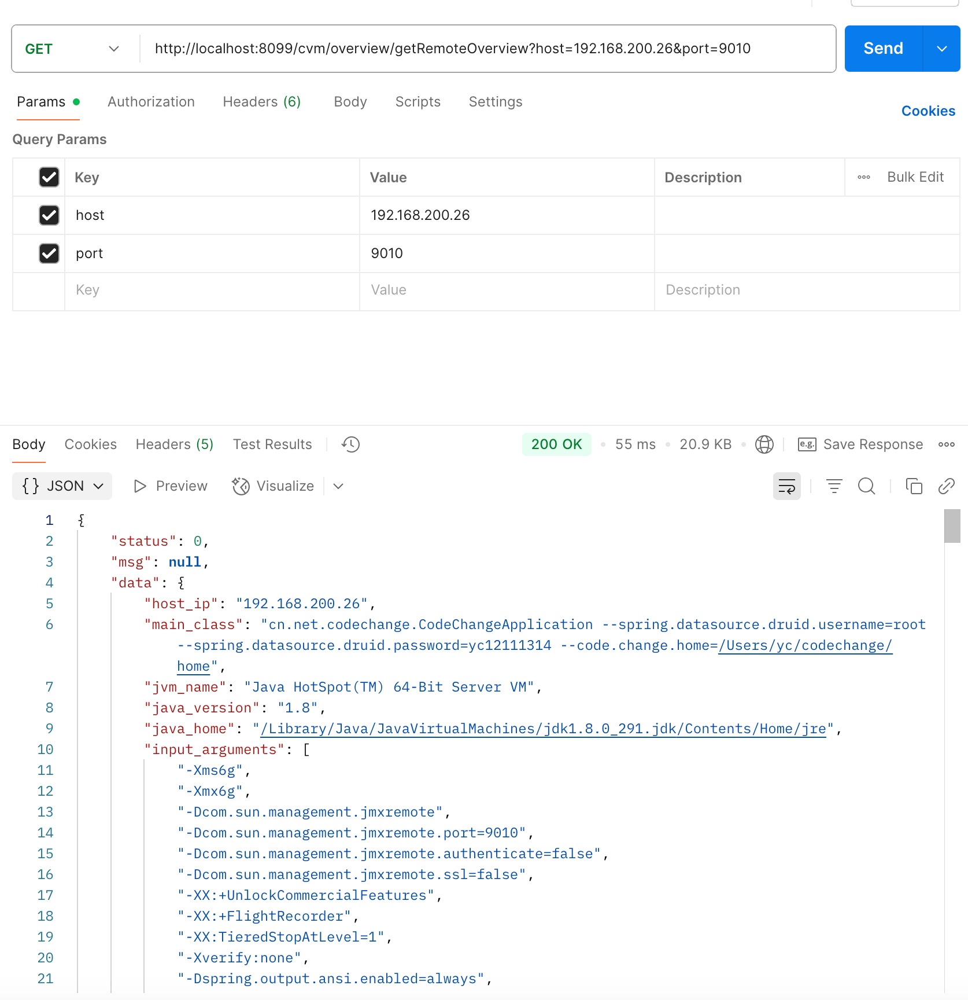 GET
http://localhost:8099/cvm/overview/getRemoteOverview?host=192.168.200.26&port=9010
Send
Params
Authorization
Headers (6)
Body
Scripts
Settings
Cookies
Query Params
Key Value Description Bulk Edit
host 192.168.200.26
port 9010
Key Value Description
Body Cookies Headers (5) Test Results
200 OK 55 ms 20.9 KB e.g. Save Response
{} JSON Preview Visualize
1 {
2 "status": 0,
3 "msg": null,
4 "data": {
5 "host_ip": "192.168.200.26",
6 "main_class": "cn.net.codechange.CodeChangeApplication --spring.datasource.druid.username=root
--spring.datasource.druid.password=yc12111314 --code.change.home=/Users/yc/codechange/
home",
7 "jvm_name": "Java HotSpot(TM) 64-Bit Server VM",
8 "java_version": "1.8",
9 "java_home": "/Library/Java/JavaVirtualMachines/jdk1.8.0_291.jdk/Contents/Home/jre",
10 "input_arguments": [
11 "-Xms6g",
12 "-Xmx6g",
13 "-Dcom.sun.management.jmxremote",
14 "-Dcom.sun.management.jmxremote.port=9010",
15 "-Dcom.sun.management.jmxremote.authenticate=false",
16 "-Dcom.sun.management.jmxremote.ssl=false",
17 "-XX:+UnlockCommercialFeatures",
18 "-XX:+FlightRecorder",
19 "-XX:TieredStopAtLevel=1",
20 "-Xverify:none",
21 "-Dspring.output.ansi.enabled=always",